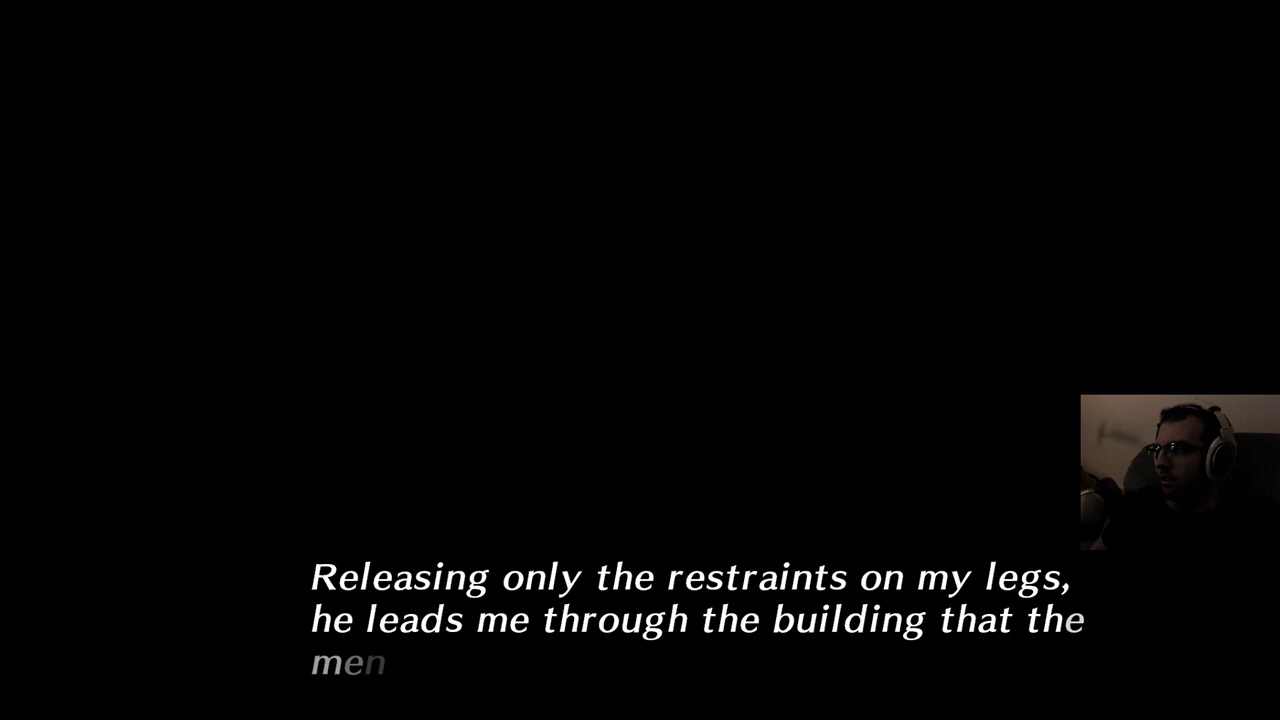 Releasing only the restraints on my legs,
he leads me through the building that the
men